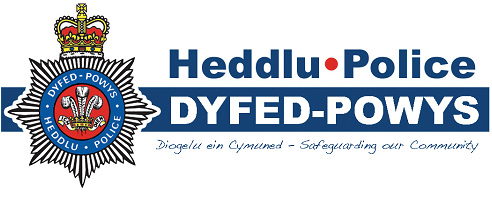 Heddlu•Police
DYFED-POWYS
Diogelu ein Cymuned – Safeguarding our Community
DYFED-POWYS
HEDDLU • POLICE